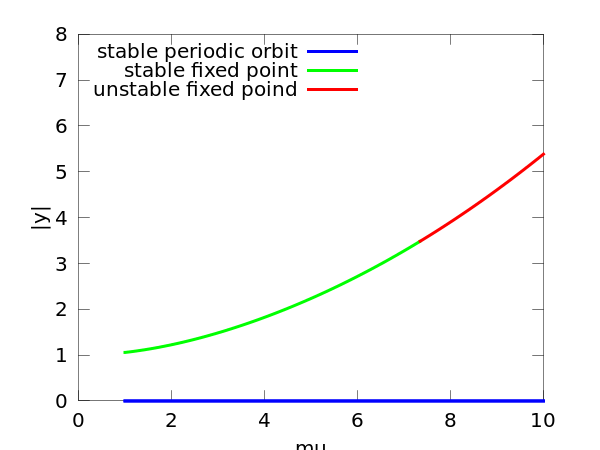 8
7
6
5
4
3
2
1
0
|y|
stable periodic orbit
stable fixed point
unstable fixed poind
0 2 4 6 8 10
mu